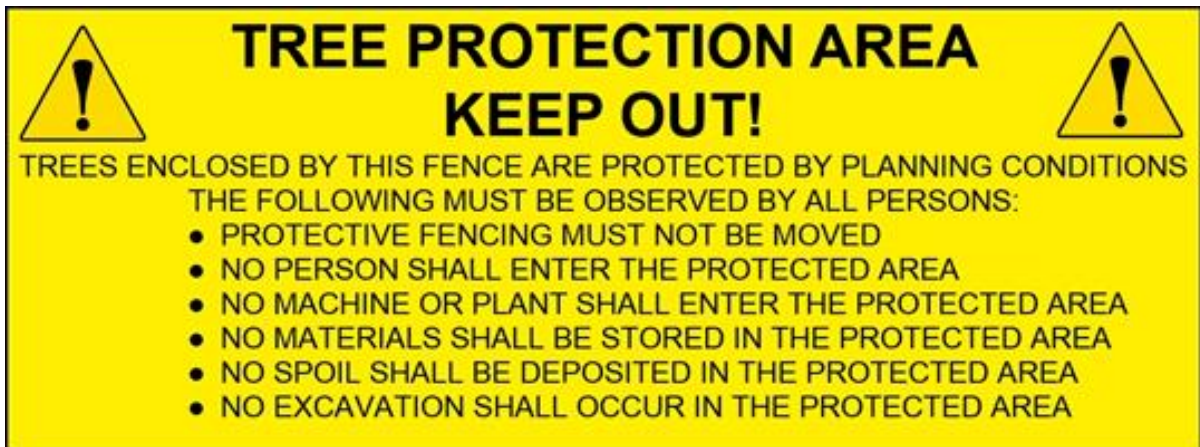 TREE PROTECTION AREA
KEEP OUT!
TREES ENCLOSED BY THIS FENCE ARE PROTECTED BY PLANNING CONDITIONS
THE FOLLOWING MUST BE OBSERVED BY ALL PERSONS:
● PROTECTIVE FENCING MUST NOT BE MOVED
● NO PERSON SHALL ENTER THE PROTECTED AREA
● NO MACHINE OR PLANT SHALL ENTER THE PROTECTED AREA
● NO MATERIALS SHALL BE STORED IN THE PROTECTED AREA
● NO SPOIL SHALL BE DEPOSITED IN THE PROTECTED AREA
● NO EXCAVATION SHALL OCCUR IN THE PROTECTED AREA